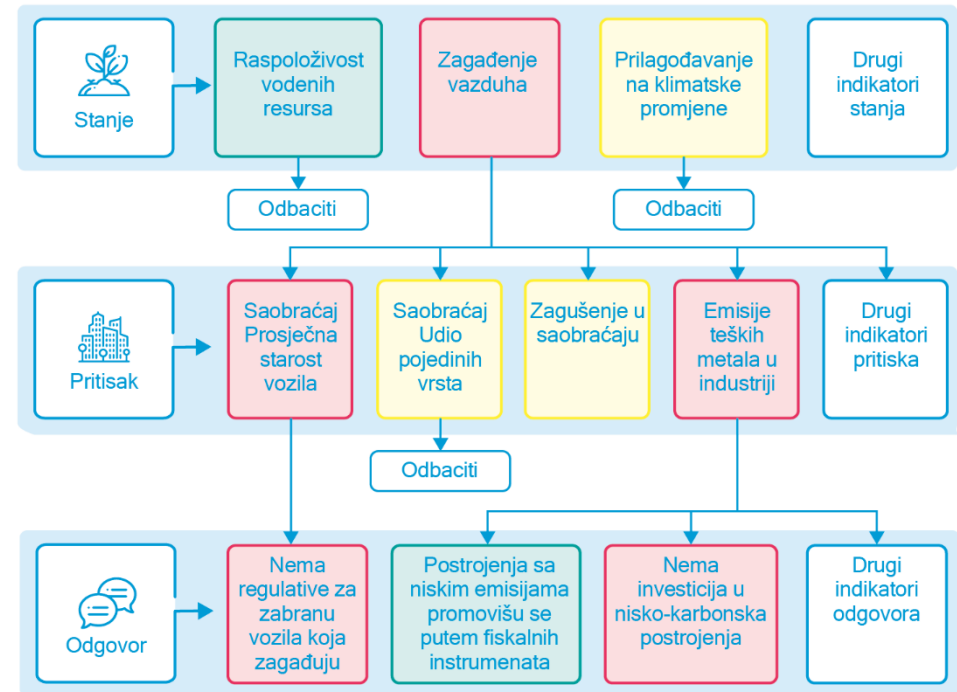 Stanje
Raspoloživost
vodenih
resursa
Zagađenje
vazduha
Prilagođavanje
na klimatske
promjene
Drugi
indikatori
stanja
Odbaciti
Odbaciti
Pritisak
Saobraćaj
Prosječna
starost
vozila
Saobraćaj
Udio
pojedinih
vrsta
Zagušenje u
saobraćaju
Emisije
teških
metala u
industriji
Drugi
indikatori
pritiska
Odbaciti
Odgovor
Nema
regulative za
zabranu
vozila koja
zagađuju
Postrojenja sa
niskim emisijama
promovišu se
putem fiskalnih
instrumenata
Nema
investicija u
nisko-karbonska
postrojenja
Drugi
indikatori
odgovora